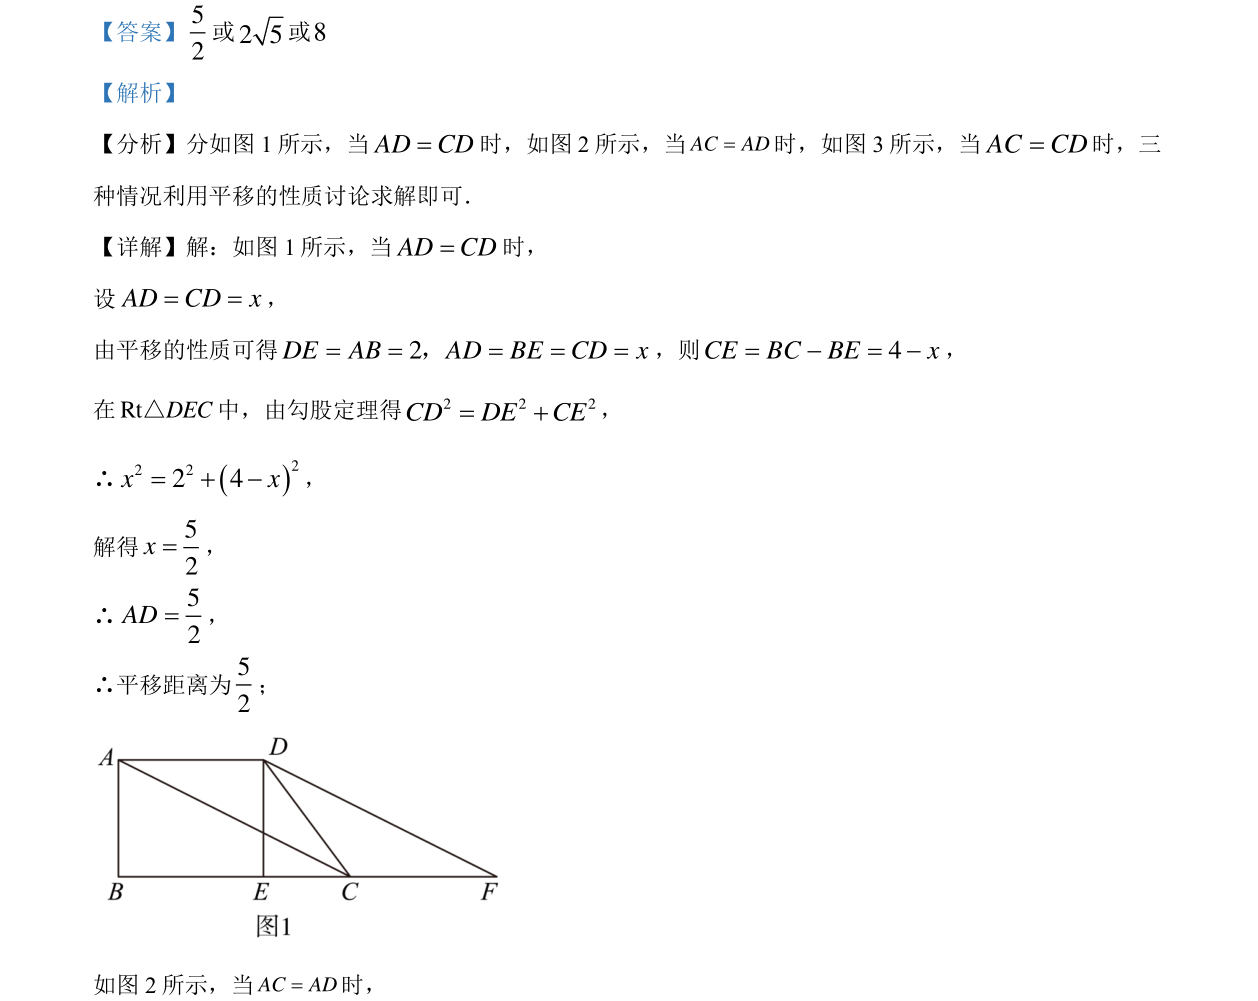 【答案】5/2或2√5或8
【解析】
【分析】分如图 1 所示，当 AD = CD 时，如图 2 所示，当 AC = AD 时，如图 3 所示，当 AC = CD 时，三
种情况利用平移的性质讨论求解即可．
【详解】解：如图 1 所示，当 AD = CD 时，
设 AD = CD = x，
由平移的性质可得 DE = AB = 2，AD = BE = CD = x，则 CE = BC − BE = 4 − x，
在 Rt△DEC 中，由勾股定理得 CD² = DE² + CE²，
∴ x² = 2² + (4 − x)²，
解得 x = 5/2，
∴ AD = 5/2，
∴平移距离为 5/2；
A D
B E C F
图1
如图 2 所示，当 AC = AD 时，